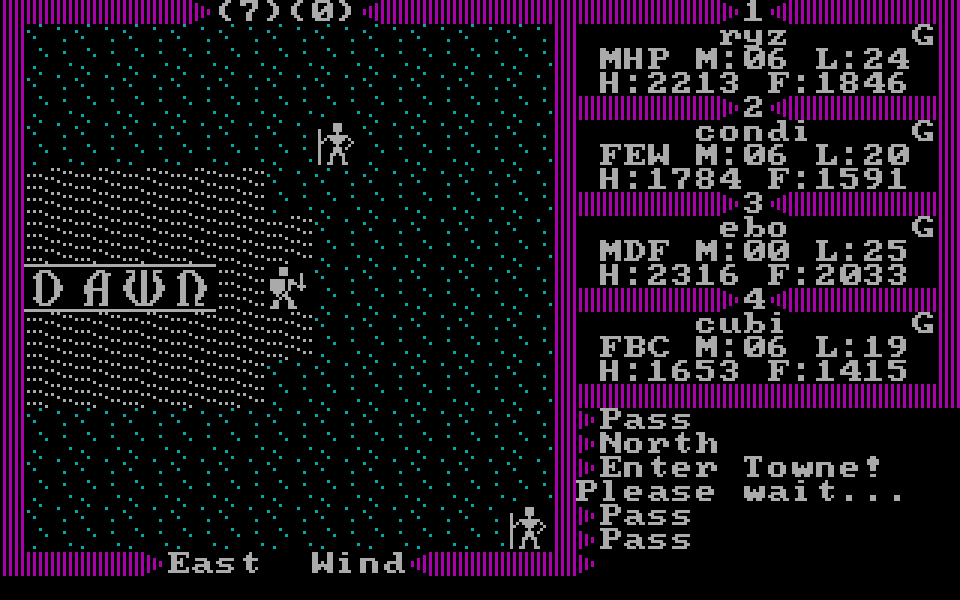 (7)(0)
DAWN
East Wind
1
ryz G
MHP M:06 L:24
H:2213 F:1846
2
condi G
FEW M:06 L:20
H:1784 F:1591
3
ebo G
MDF M:00 L:25
H:2316 F:2033
4
cubi G
FBC M:06 L:19
H:1653 F:1415
Pass
North
Enter Towne!
Please wait...
Pass
Pass